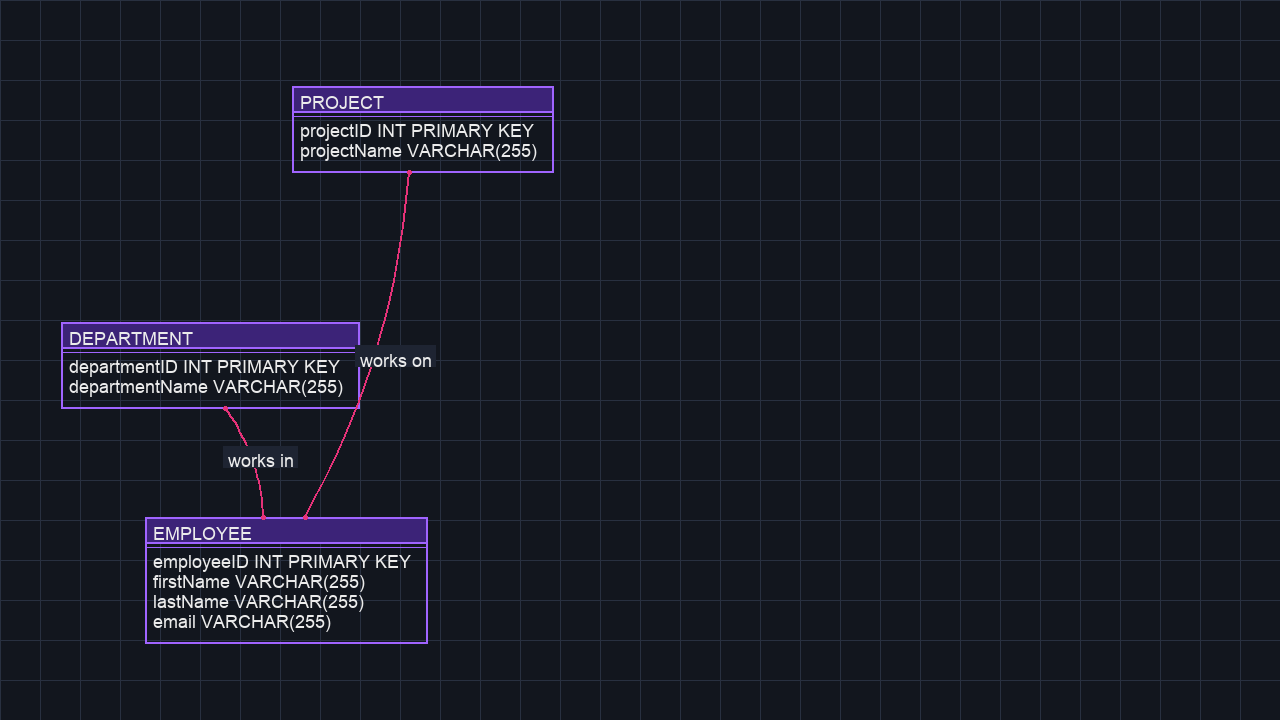 PROJECT
projectID INT PRIMARY KEY
projectName VARCHAR(255)
DEPARTMENT
departmentID INT PRIMARY KEY
departmentName VARCHAR(255)
works on
works in
EMPLOYEE
employeeID INT PRIMARY KEY
firstName VARCHAR(255)
lastName VARCHAR(255)
email VARCHAR(255)